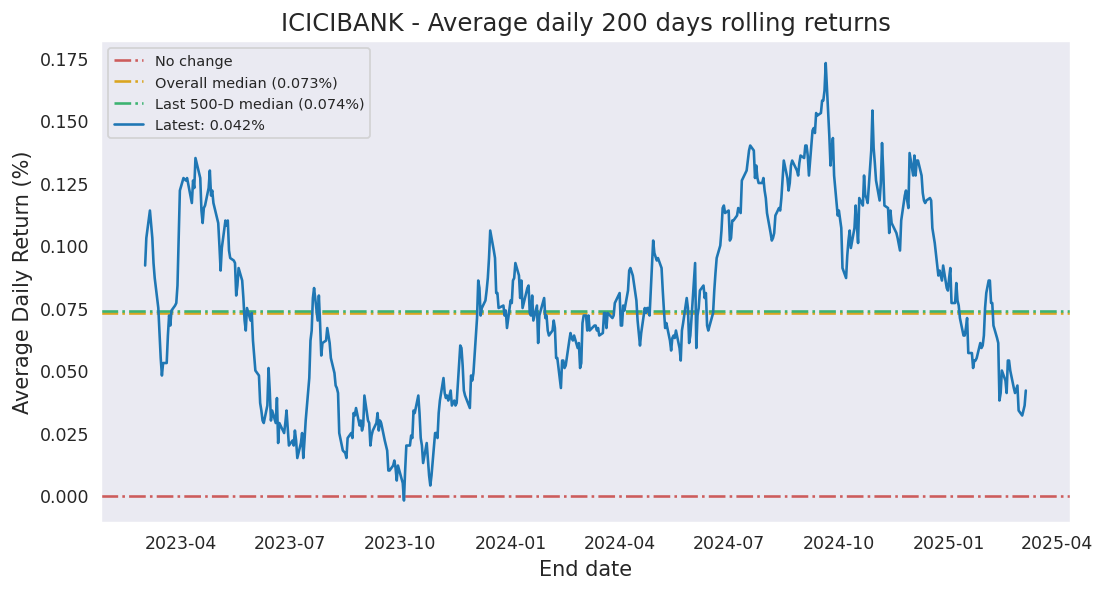 ICICIBANK - Average daily 200 days rolling returns
No change
Overall median (0.073%)
Last 500-D median (0.074%)
Latest: 0.042%
Average Daily Return (%)
0.175
0.150
0.125
0.100
0.075
0.050
0.025
0.000
2023-04 2023-07 2023-10 2024-01 2024-04 2024-07 2024-10 2025-01 2025-04
End date